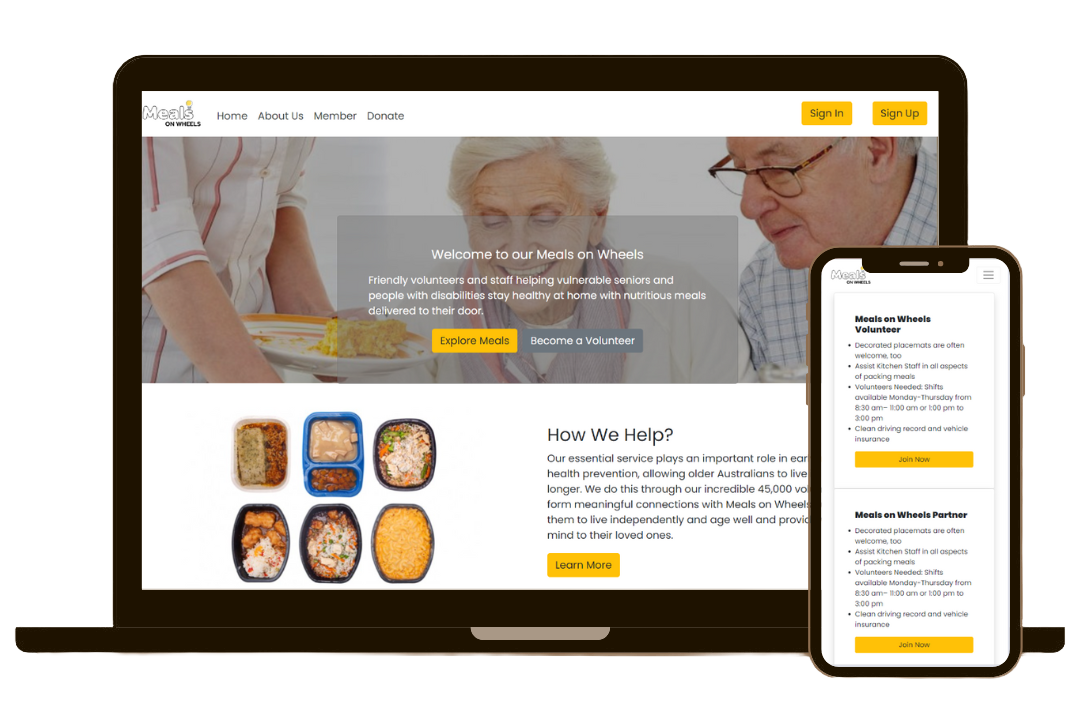 Meals
ON WHEELS
Home About Us Member Donate
Sign In Sign Up
Welcome to our Meals on Wheels
Friendly volunteers and staff helping vulnerable seniors and
people with disabilities stay healthy at home with nutritious meals
delivered to their door.
Explore Meals Become a Volunteer
How We Help?
Our essential service plays an important role in ear
health prevention, allowing older Australians to live
longer. We do this through our incredible 45,000 vol
form meaningful connections with Meals on Wheels
them to live independently and age well and provid
mind to their loved ones.
Learn More
Meals
ON WHEELS
Meals on Wheels
Volunteer
• Decorated placemats are often
welcome, too
• Assist Kitchen Staff in all aspects
of packing meals
• Volunteers Needed; Shifts
available Monday-Thursday from
8:30 am– 11:00 am or 1:00 pm to
3:00 pm
• Clean driving record and vehicle
insurance
Join Now
Meals on Wheels Partner
• Decorated placemats are often
welcome, too
• Assist Kitchen Staff in all aspects
of packing meals
• Volunteers Needed; Shifts
available Monday-Thursday from
8:30 am– 11:00 am or 1:00 pm to
3:00 pm
• Clean driving record and vehicle
insurance
Join Now